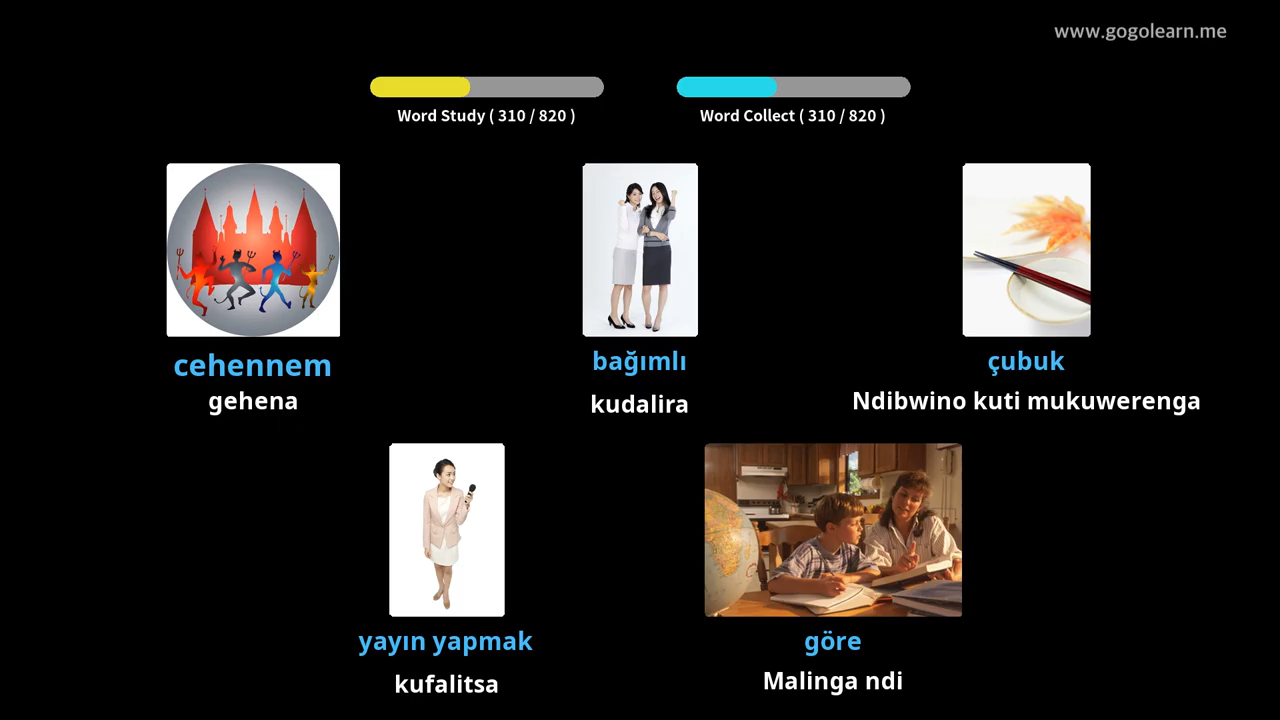 www.gogolearn.me
Word Study ( 310 / 820 )
Word Collect ( 310 / 820 )
cehennem
gehena
bağımlı
kudalira
çubuk
Ndibwino kuti mukuwerenga
yayın yapmak
kufalitsa
göre
Malinga ndi